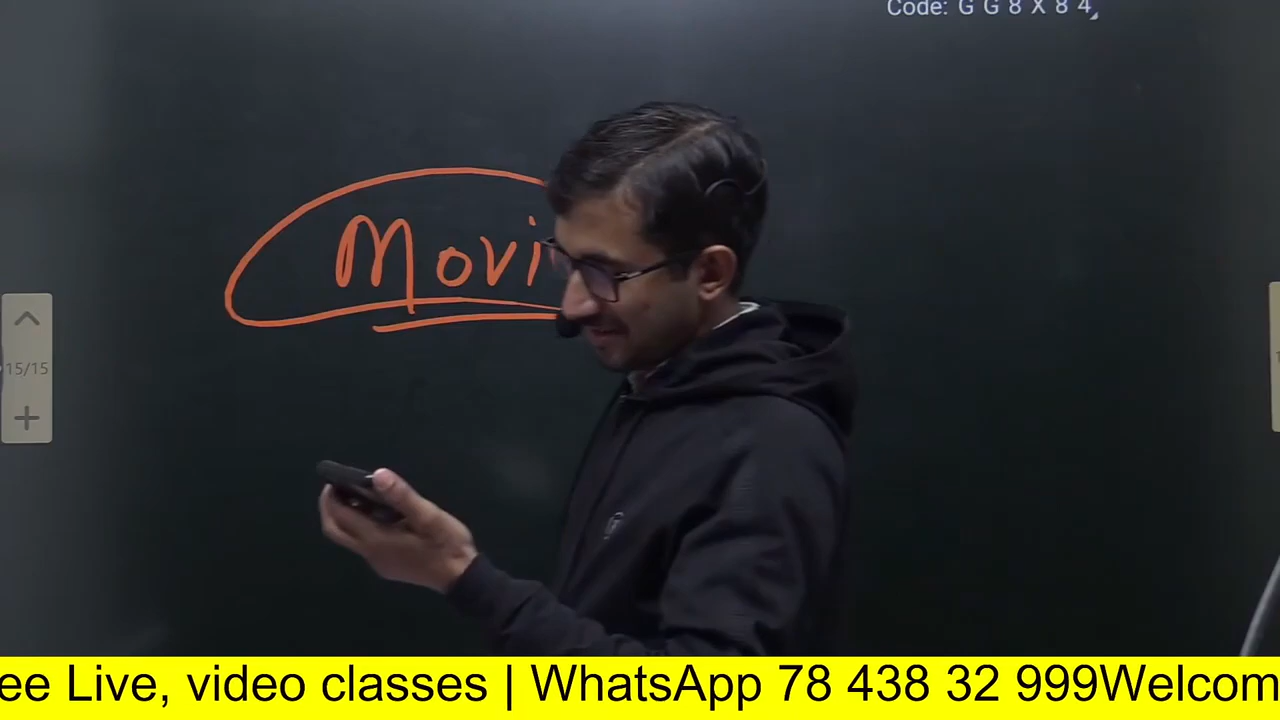 Code: G G 8 X 8 4
Movi
15/15
ee Live, video classes | WhatsApp 78 438 32 999Welcom